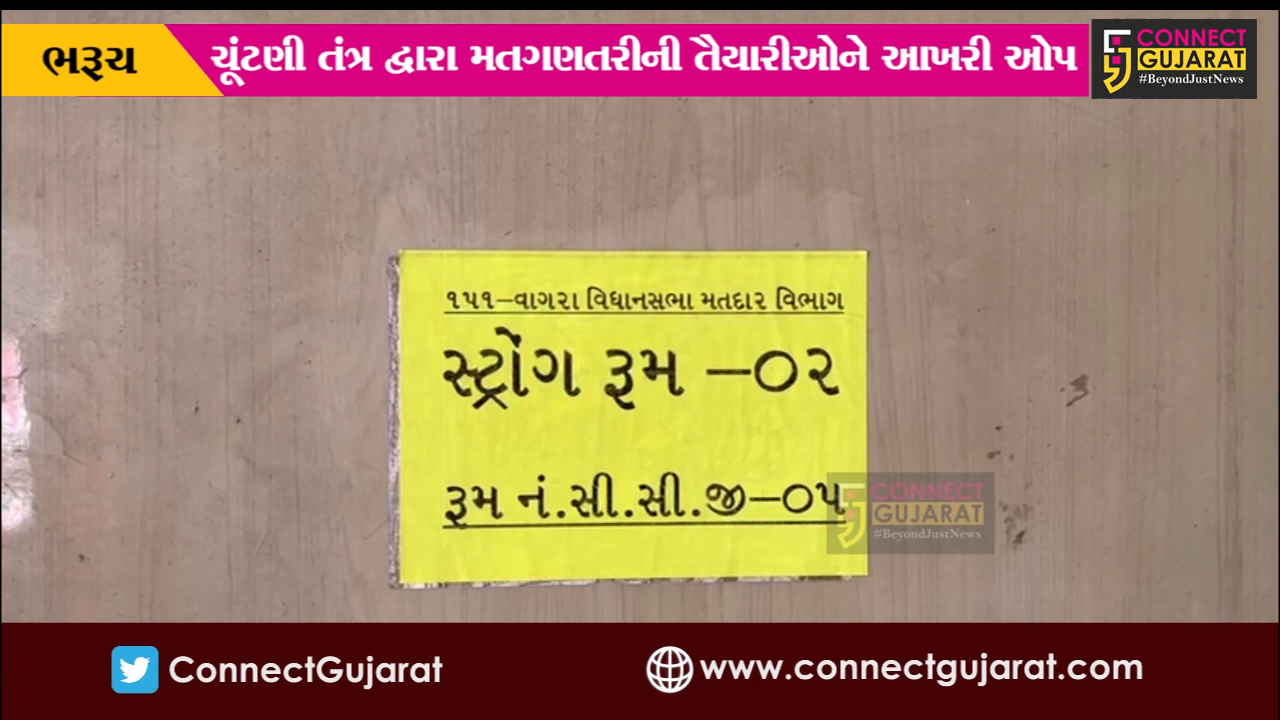 ભરૂચ
ચૂંટણી તંત્ર દ્વારા મતગણતરીની તૈયારીઓને આખરી ઓપ
CONNECT
GUJARAT
#BeyondJustNews
૧૫૧–વાગરા વિધાનસભા મતદાર વિભાગ
સ્ટ્રોંગ રૂમ –૦૨
રૂમ નં.સી.સી.જી–૦૫
CONNECT
GUJARAT
#BeyondJustNews
ConnectGujarat
www.connectgujarat.com